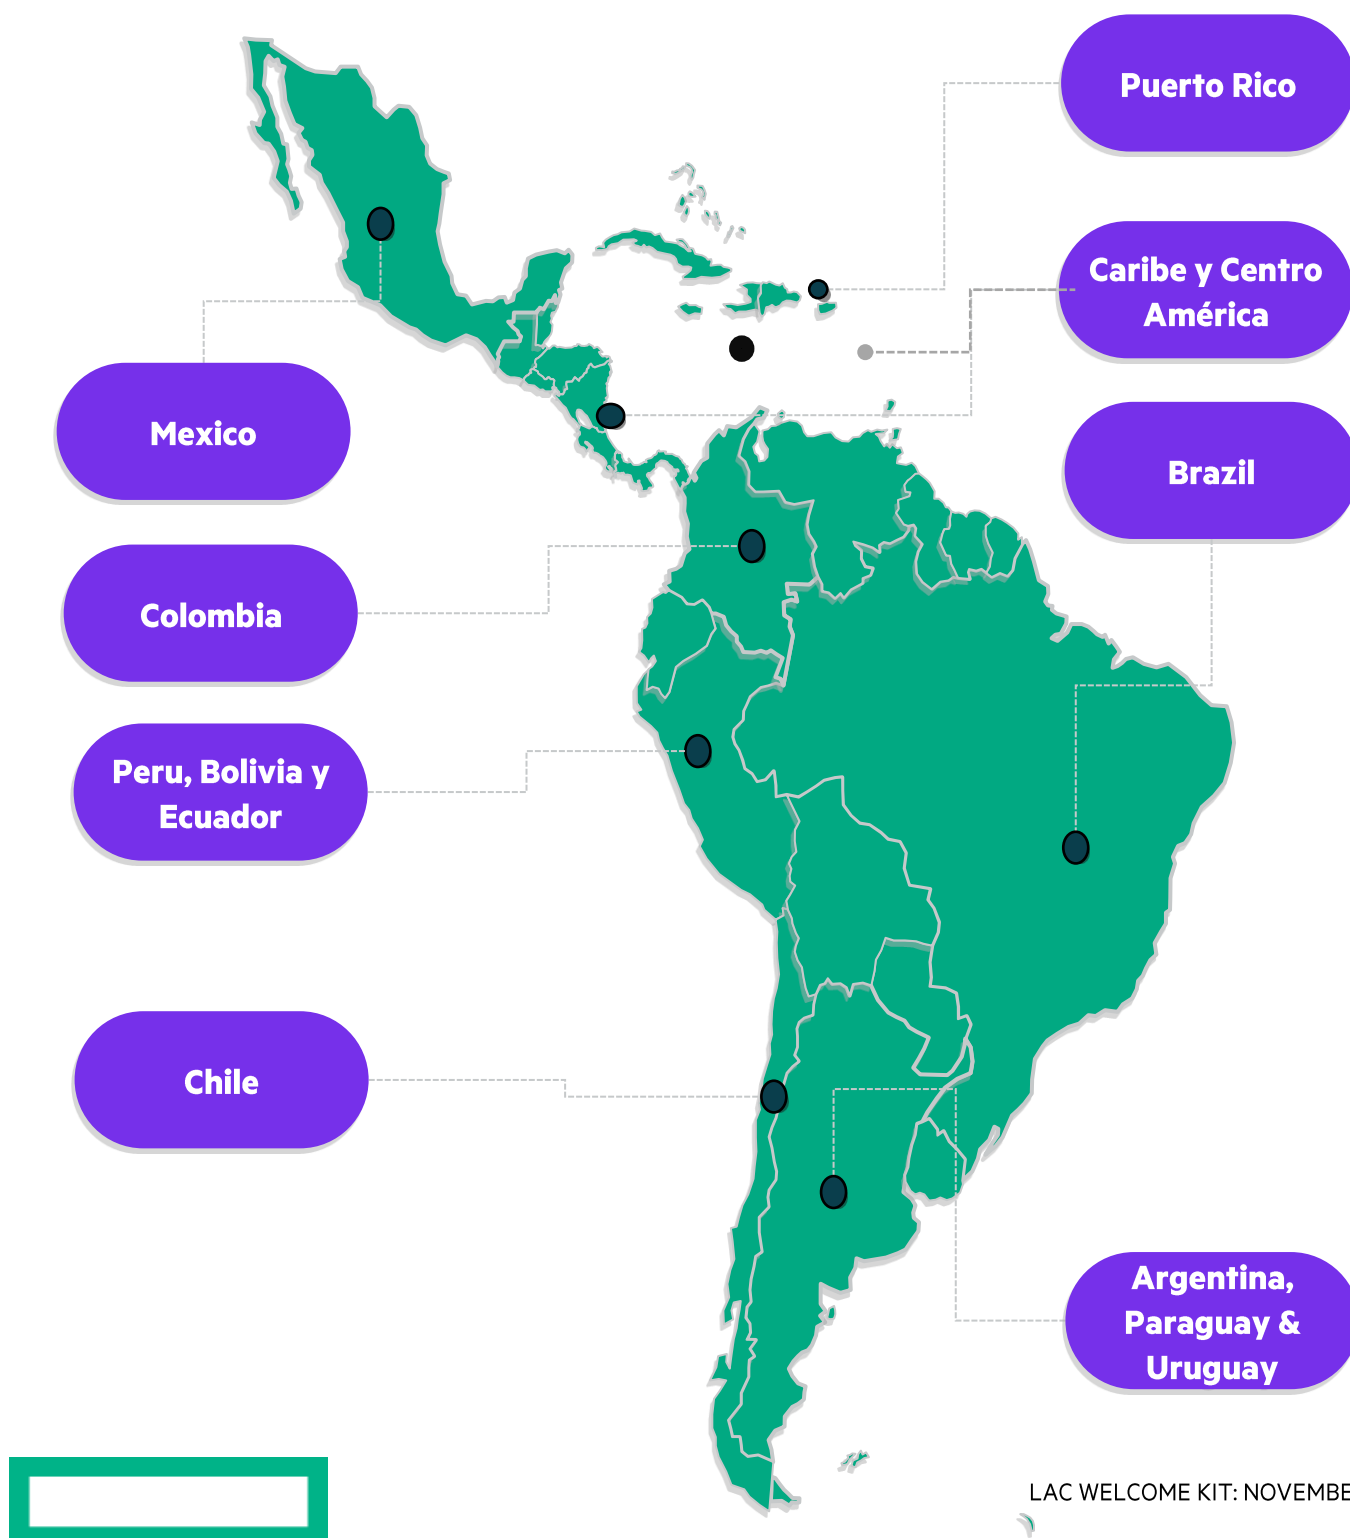 Puerto Rico
Caribe y Centro
América
Mexico
Brazil
Colombia
Peru, Bolivia y
Ecuador
Chile
Argentina,
Paraguay &
Uruguay
LAC WELCOME KIT: NOVEMBE